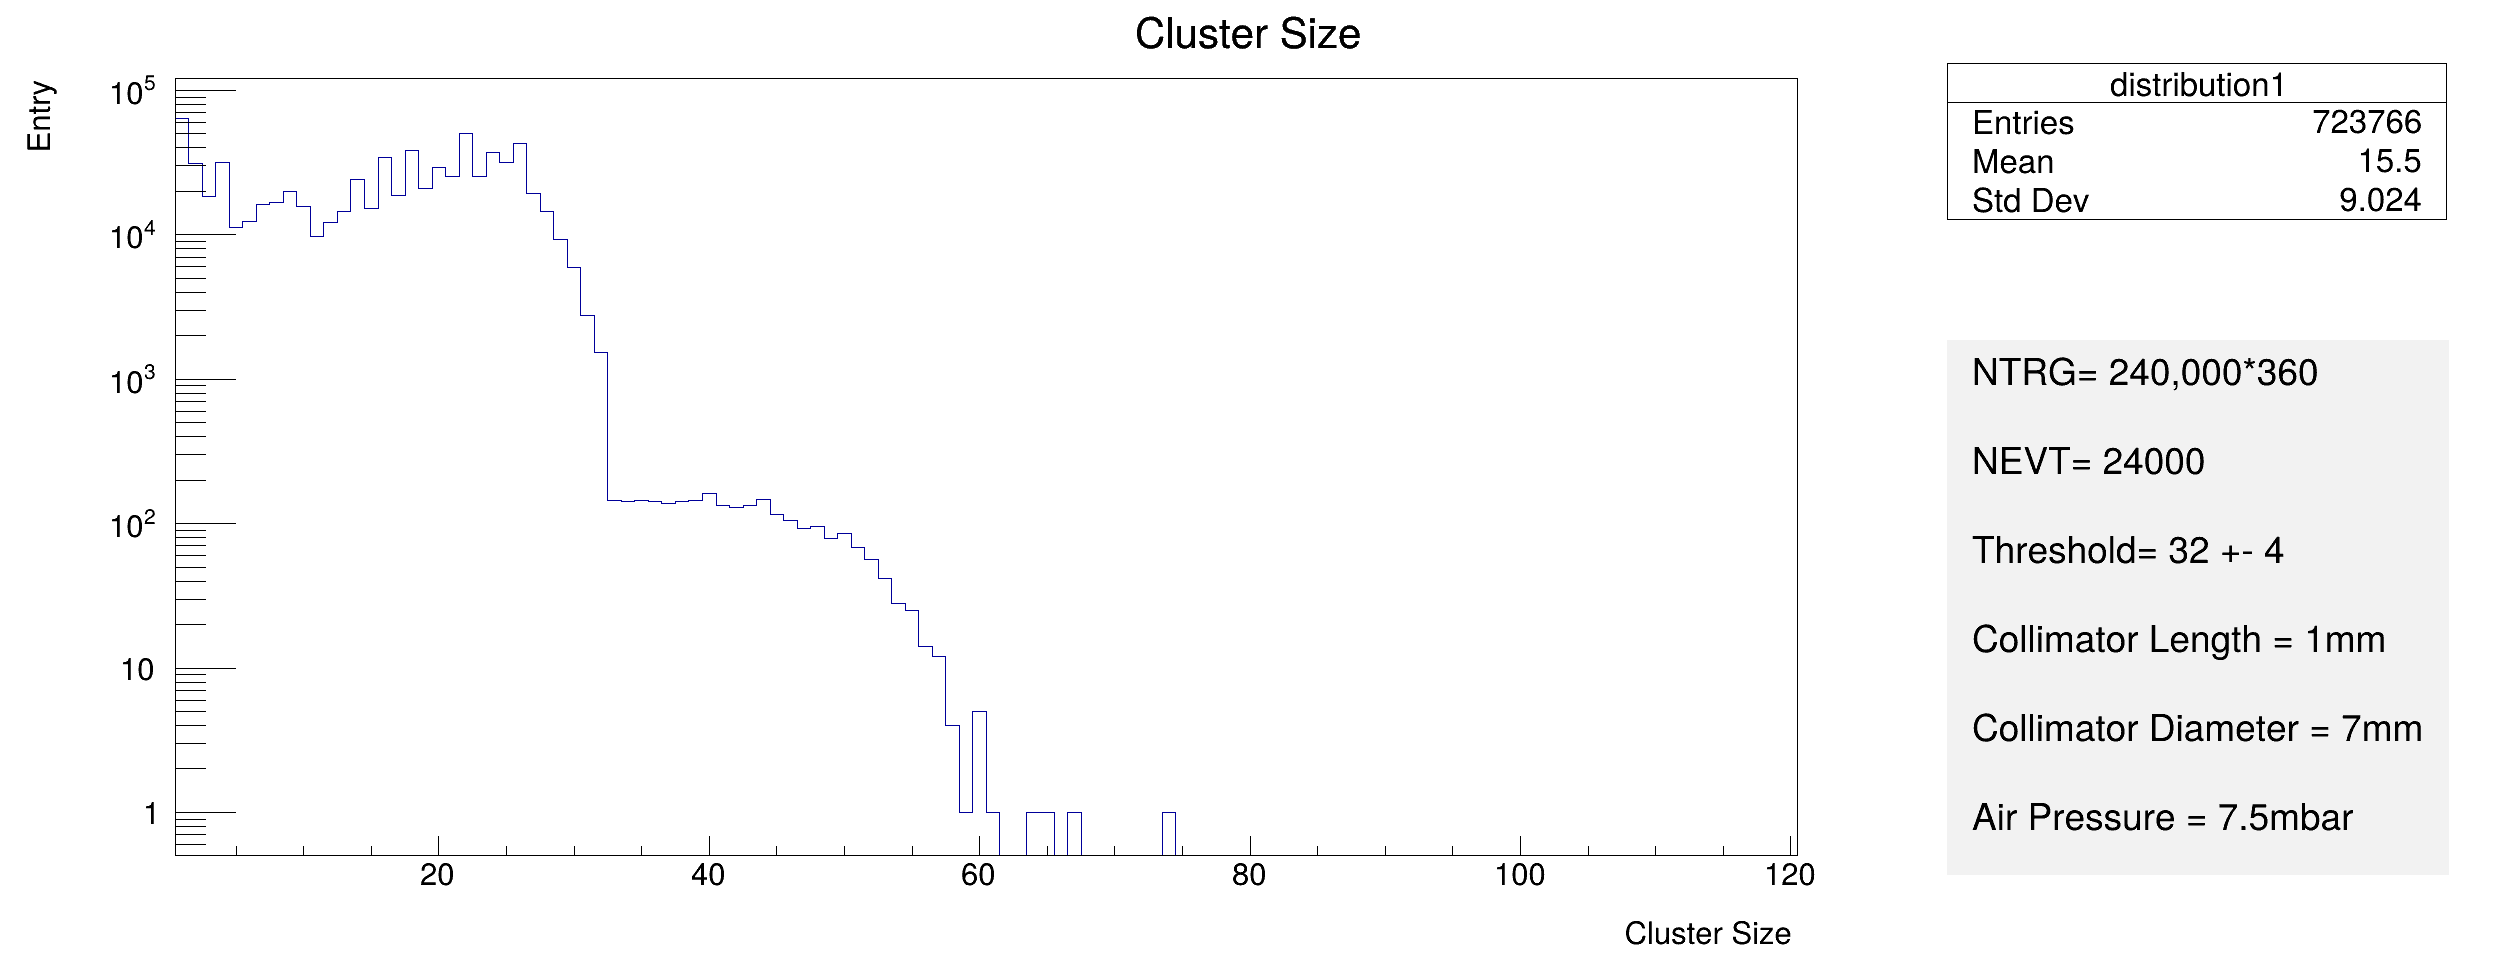 Cluster Size
Entry
10^5
10^4
10^3
10^2
10
1
20 40 60 80 100 120
Cluster Size
distribution1
Entries 723766
Mean 15.5
Std Dev 9.024
NTRG= 240,000*360
NEVT= 24000
Threshold= 32 +- 4
Collimator Length = 1mm
Collimator Diameter = 7mm
Air Pressure = 7.5mbar